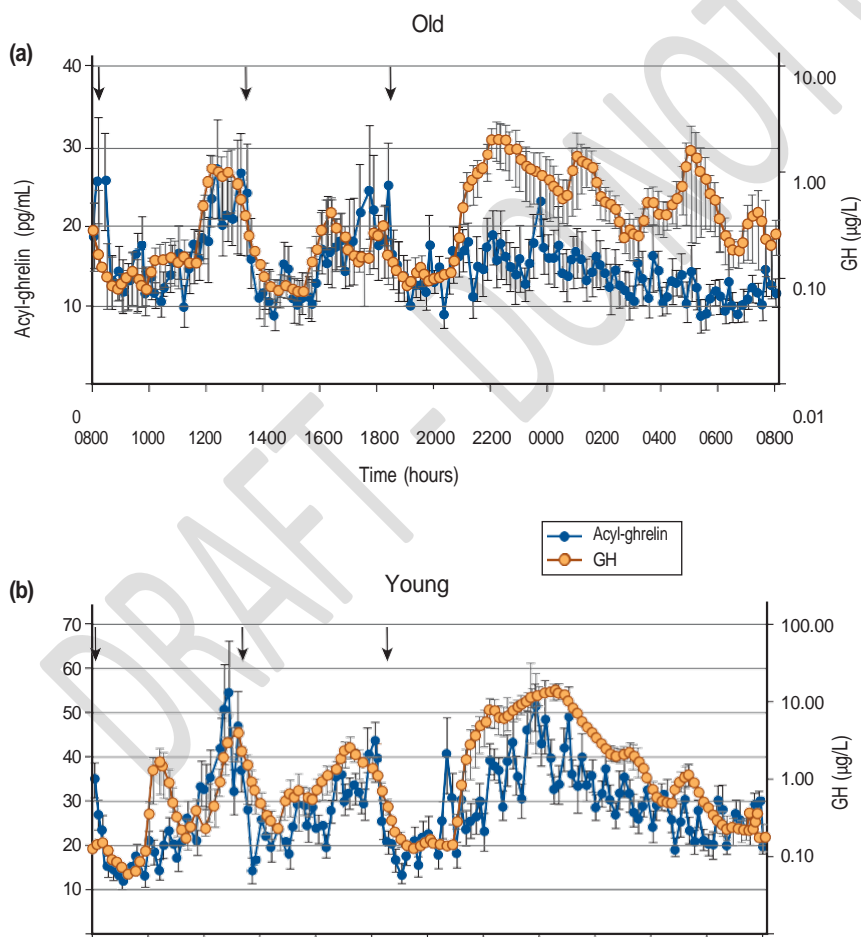 Old
(a)
40
30
20
10
0
Acyl-ghrelin (pg/mL)
10.00
1.00
0.10
0.01
GH (µg/L)
0800 1000 1200 1400 1600 1800 2000 2200 0000 0200 0400 0600 0800
Time (hours)
Acyl-ghrelin
GH
Young
(b)
70
60
50
40
30
20
10
100.00
10.00
1.00
0.10
GH (µg/L)
DRAFT - DO NOT